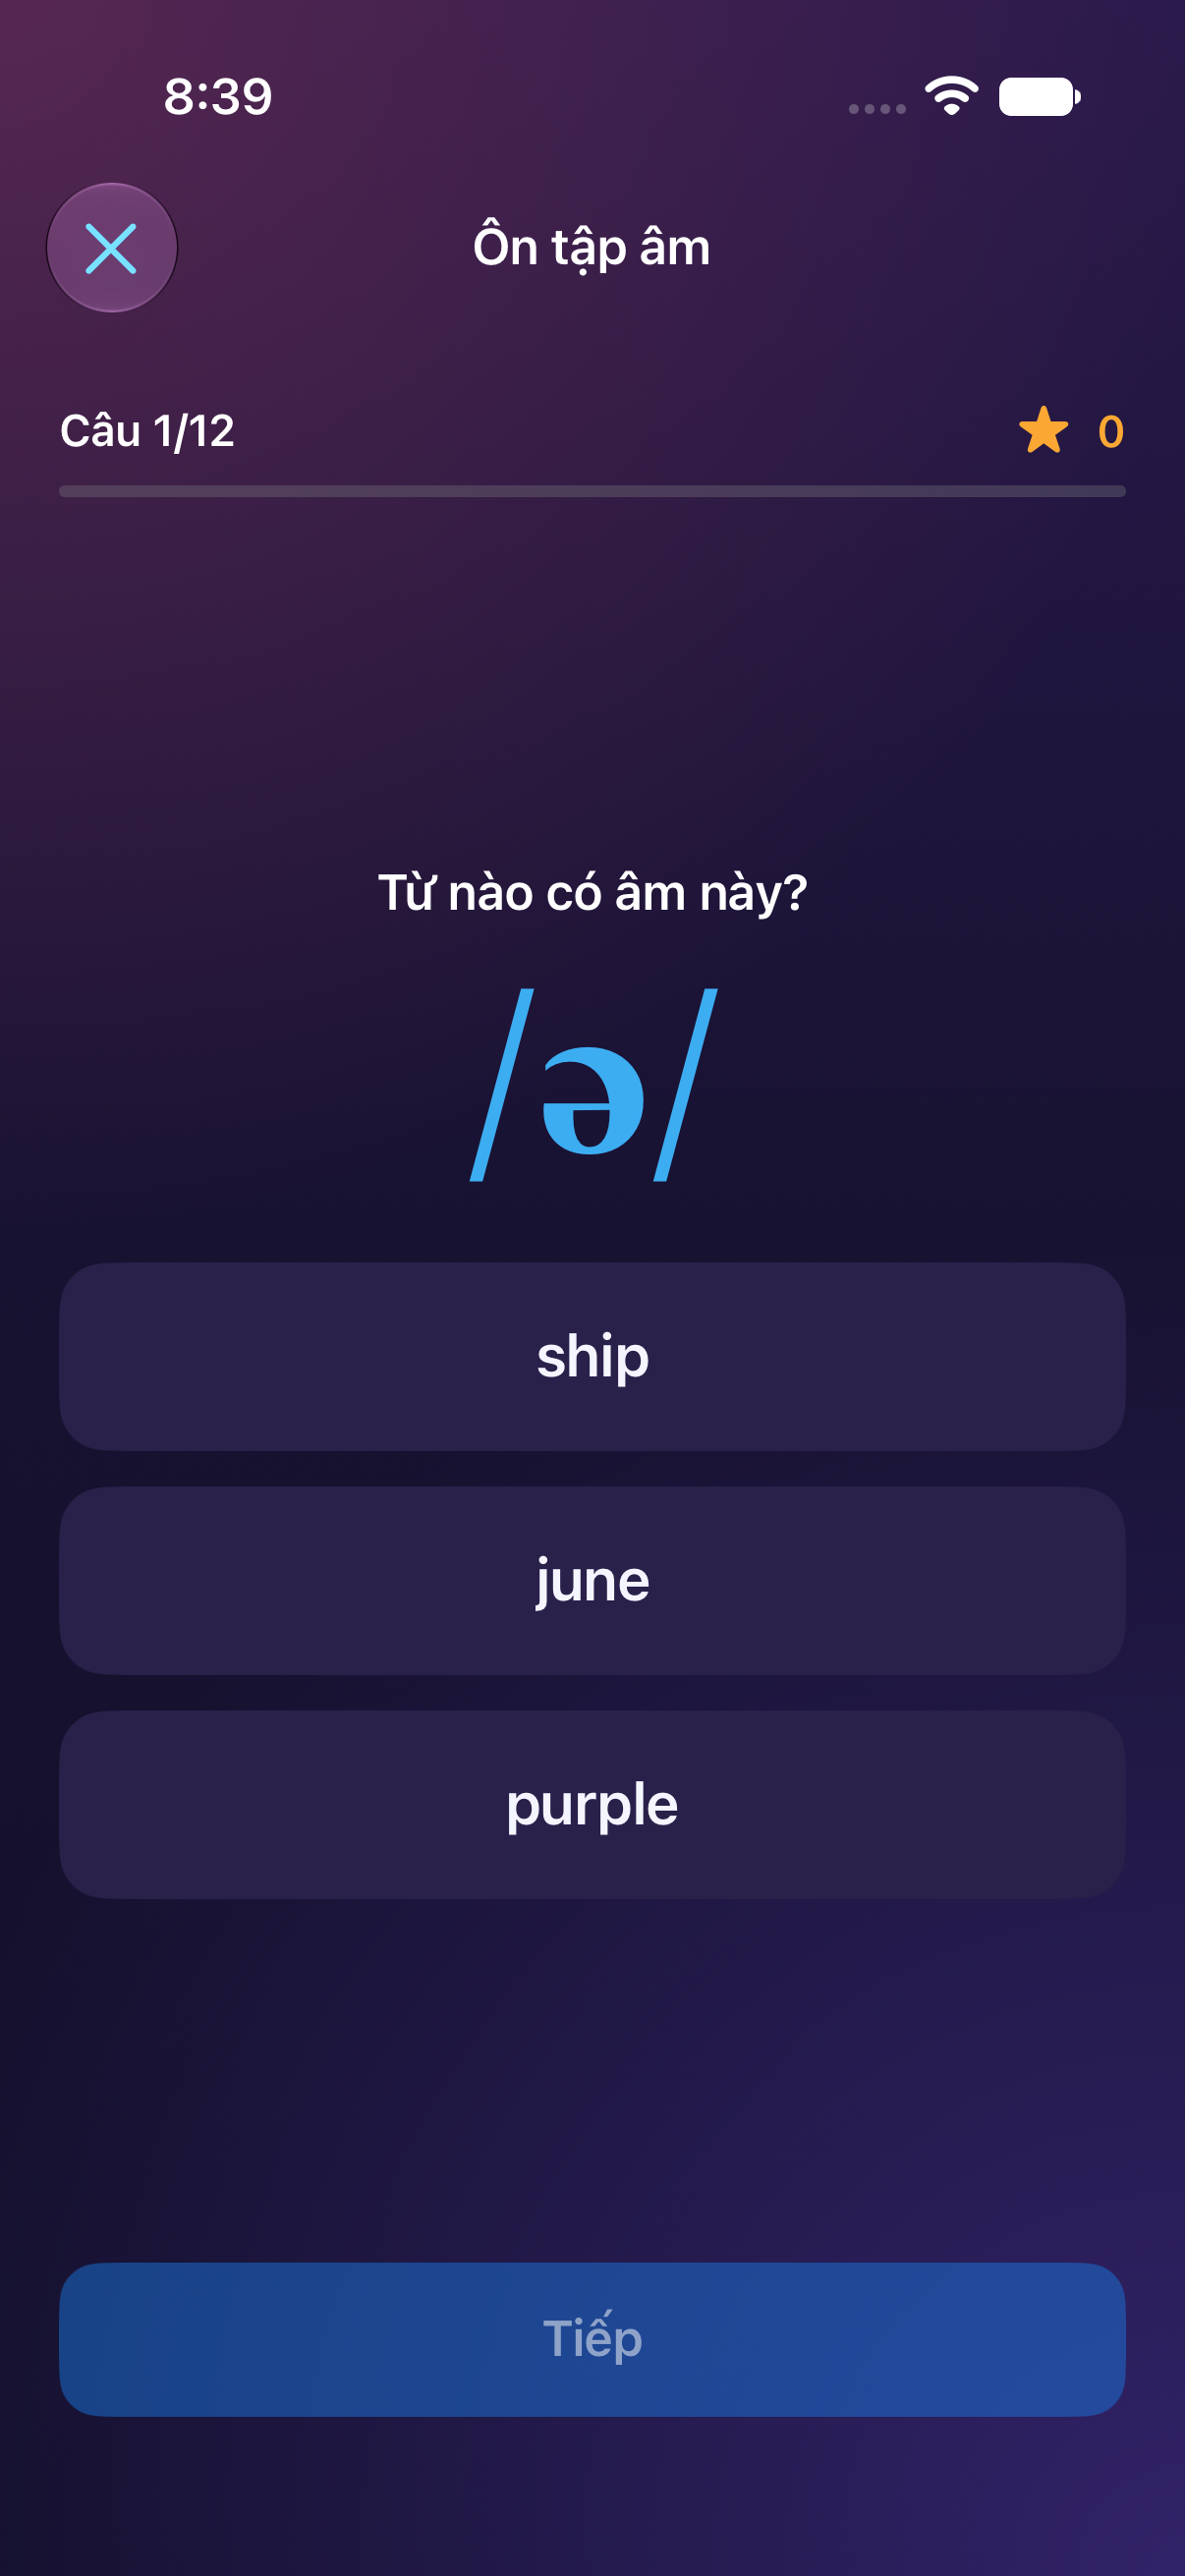 8:39
Ôn tập âm
Câu 1/12
0
Từ nào có âm này?
/ə/
ship
june
purple
Tiếp